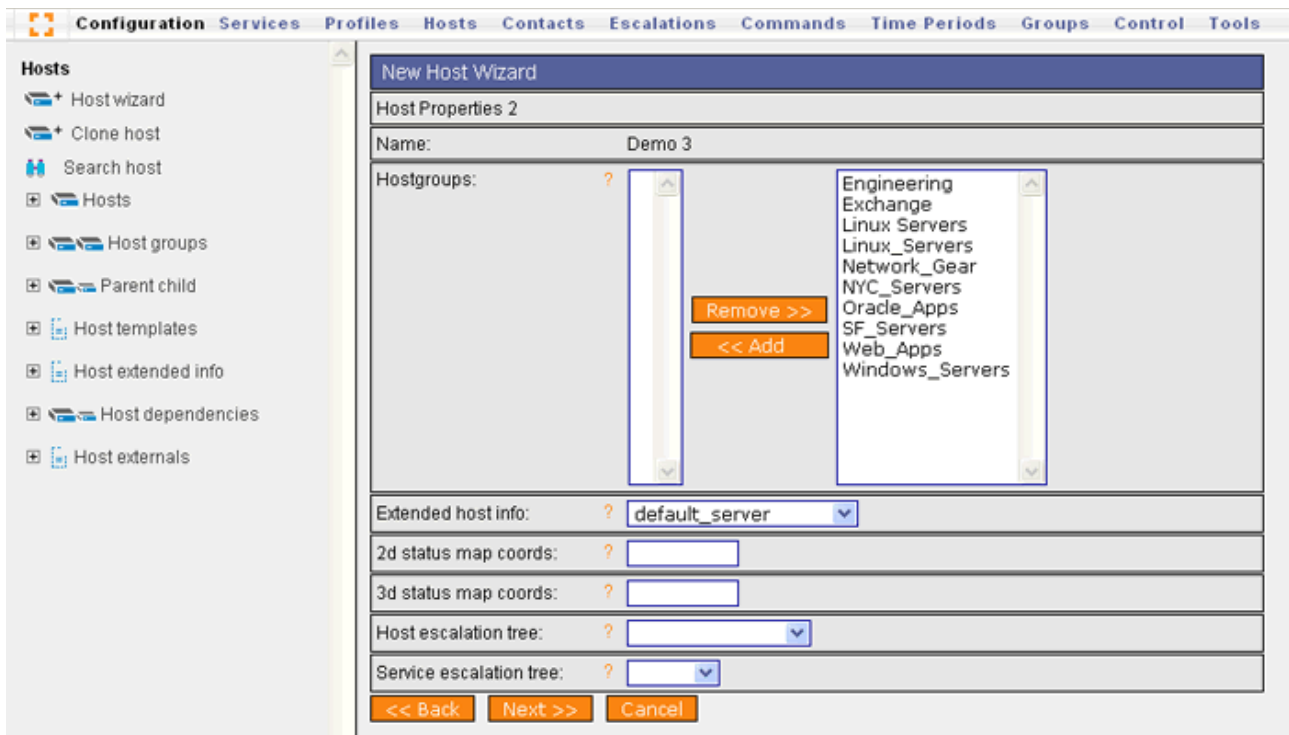 Configuration Services Profiles Hosts Contacts Escalations Commands Time Periods Groups Control Tools
Hosts
Host wizard
Clone host
Search host
Hosts
Host groups
Parent child
Host templates
Host extended info
Host dependencies
Host externals
New Host Wizard
Host Properties 2
Name: Demo 3
Hostgroups: ?
Remove >>
<< Add
Engineering
Exchange
Linux Servers
Linux_Servers
Network_Gear
NYC_Servers
Oracle_Apps
SF_Servers
Web_Apps
Windows_Servers
Extended host info: ? default_server
2d status map coords: ?
3d status map coords: ?
Host escalation tree: ?
Service escalation tree: ?
<< Back Next >> Cancel